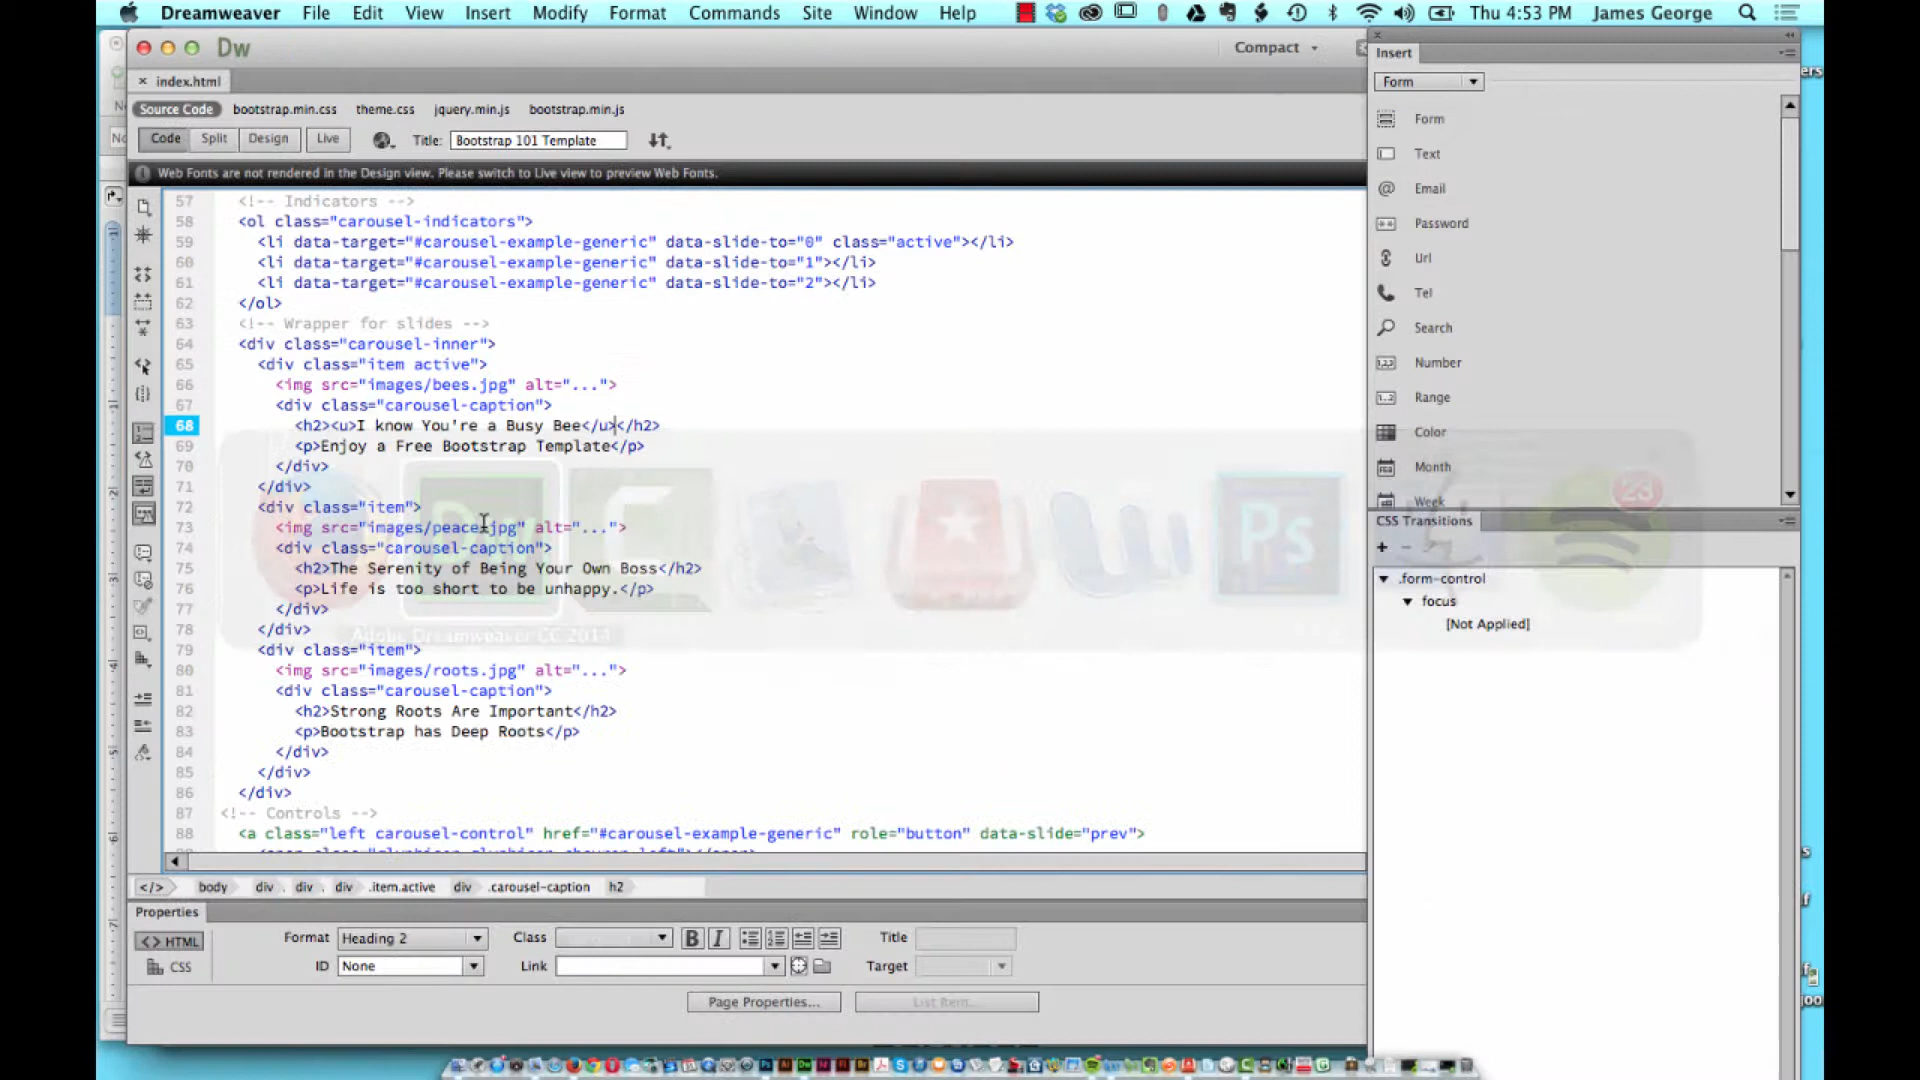 Dreamweaver File Edit View Insert Modify Format Commands Site Window Help Thu 4:53 PM James George
Dw Compact
index.html
Source Code bootstrap.min.css theme.css jquery.min.js bootstrap.min.js
Code Split Design Live Title: Bootstrap 101 Template
Web Fonts are not rendered in the Design view. Please switch to Live view to preview Web Fonts.
57 <!-- Indicators -->
58 <ol class="carousel-indicators">
59 <li data-target="#carousel-example-generic" data-slide-to="0" class="active"></li>
60 <li data-target="#carousel-example-generic" data-slide-to="1"></li>
61 <li data-target="#carousel-example-generic" data-slide-to="2"></li>
62 </ol>
63 <!-- Wrapper for slides -->
64 <div class="carousel-inner">
65 <div class="item active">
66 <img src="images/bees.jpg" alt="...">
67 <div class="carousel-caption">
68 <h2><u>I know You're a Busy Bee</u></h2>
69 <p>Enjoy a Free Bootstrap Template</p>
70 </div>
71 </div>
72 <div class="item">
73 <img src="images/peace.jpg" alt="...">
74 <div class="carousel-caption">
75 <h2>The Serenity of Being Your Own Boss</h2>
76 <p>Life is too short to be unhappy.</p>
77 </div>
78 </div>
79 <div class="item">
80 <img src="images/roots.jpg" alt="...">
81 <div class="carousel-caption">
82 <h2>Strong Roots Are Important</h2>
83 <p>Bootstrap has Deep Roots</p>
84 </div>
85 </div>
86 </div>
87 <!-- Controls -->
88 <a class="left carousel-control" href="#carousel-example-generic" role="button" data-slide="prev">
Dw Ps 23
Adobe Dreamweaver CC 2014
</> body div div div .item.active div .carousel-caption h2
Properties
<> HTML Format Heading 2 Class B I Title
CSS ID None Link Target
Page Properties... List Item...
Insert
Form
Form
Text
Email
Password
Url
Tel
Search
Number
Range
Color
Month
Week
CSS Transitions
.form-control
focus
[Not Applied]